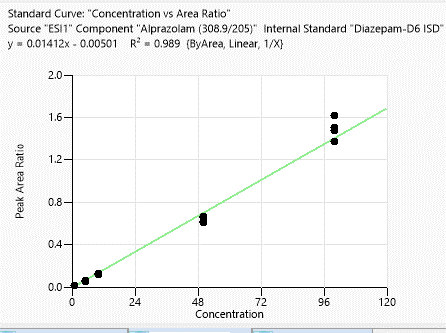 Standard Curve: "Concentration vs Area Ratio"
Source "ESI1" Component "Alprazolam (308.9/205)" Internal Standard "Diazepam-D6 ISD"
y = 0.01412x - 0.00501 R² = 0.989 {ByArea, Linear, 1/X}
2.0
1.6
1.2
0.8
0.4
0.0
Peak Area Ratio
0 24 48 72 96 120
Concentration